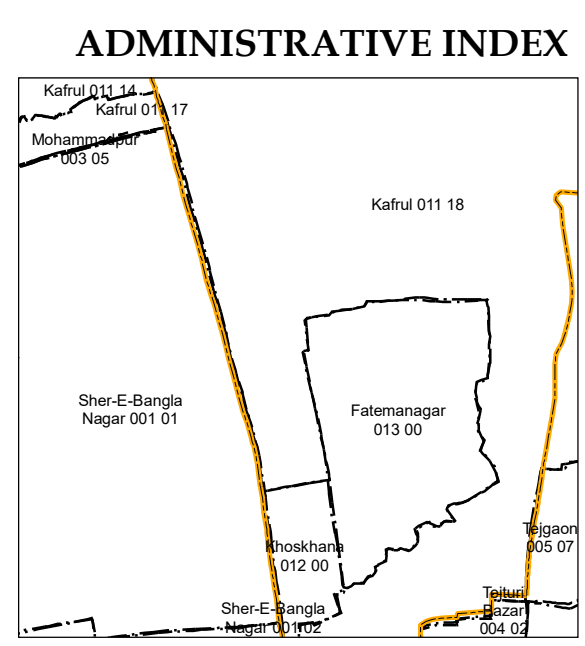 ADMINISTRATIVE INDEX
Kafrul 011 14
Kafrul 011 17
Mohammadpur
003 05
Kafrul 011 18
Sher-E-Bangla
Nagar 001 01
Fatemanagar
013 00
Tejgaon
005 07
Khoskhana
012 00
Tejturi
Bazar
004 02
Sher-E-Bangla
Nagar 001 02